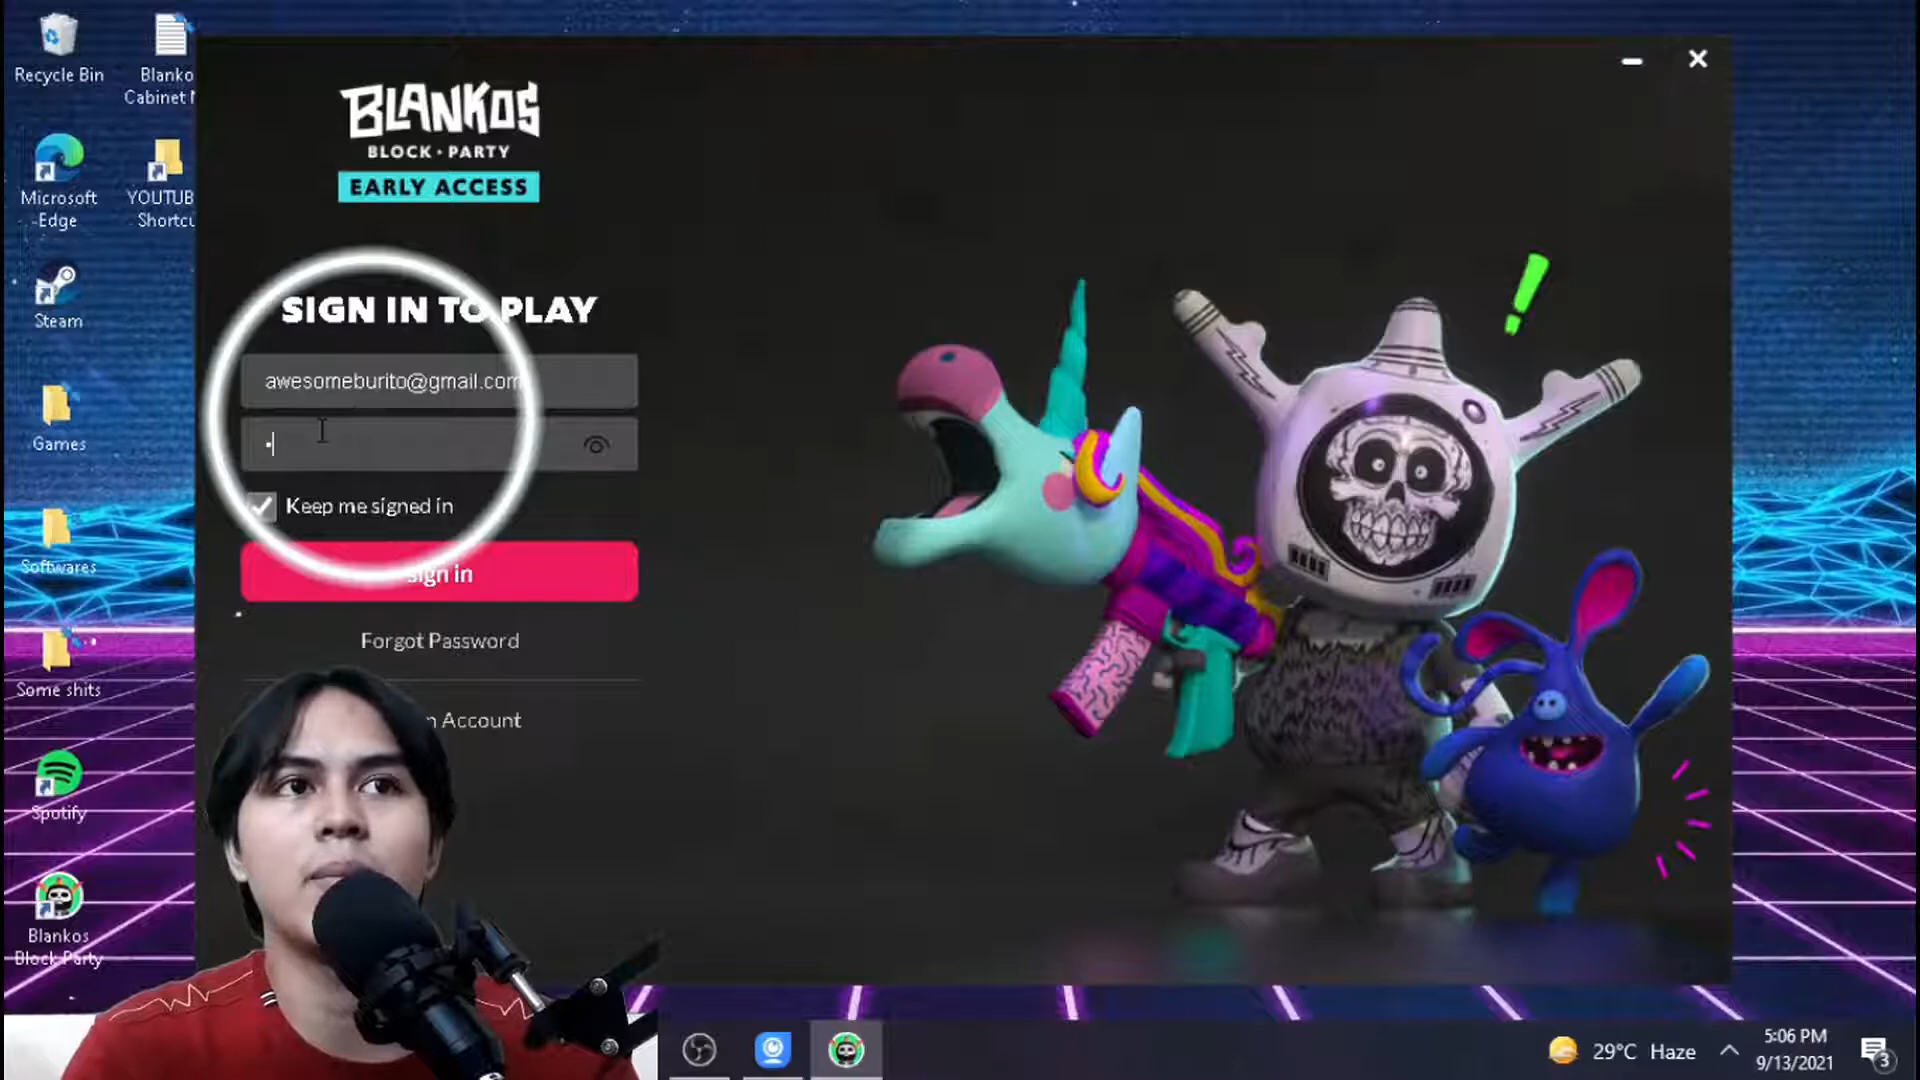 Recycle Bin
Blanko
Cabinet
Microsoft
Edge
YOUTUB
Shortcu
Steam
Games
Softwares
Some shits
Spotify
Blankos
Block Party
BLANKOS
BLOCK • PARTY
EARLY ACCESS
SIGN IN TO PLAY
awesomeburito@gmail.com
Keep me signed in
sign in
Forgot Password
n Account
29°C Haze
5:06 PM
9/13/2021
3